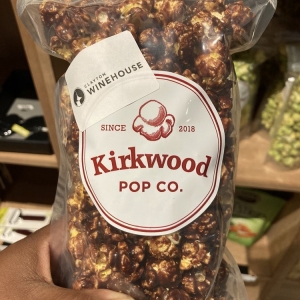 CLAYTON
WINEHOUSE
SINCE 2018
Kirkwood
POP CO.